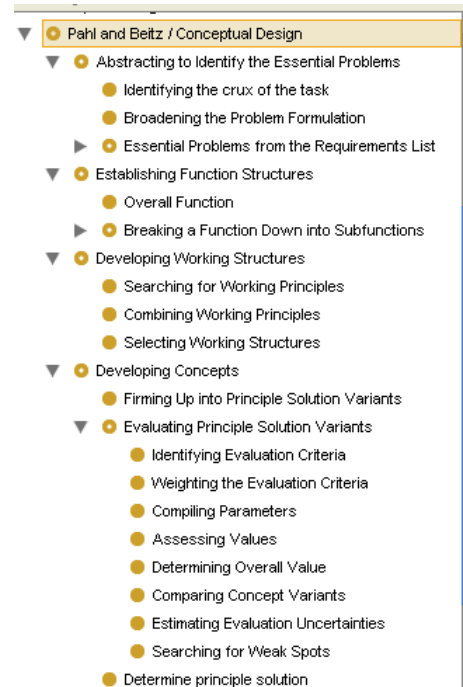 Pahl and Beitz / Conceptual Design
Abstracting to Identify the Essential Problems
Identifying the crux of the task
Broadening the Problem Formulation
Essential Problems from the Requirements List
Establishing Function Structures
Overall Function
Breaking a Function Down into Subfunctions
Developing Working Structures
Searching for Working Principles
Combining Working Principles
Selecting Working Structures
Developing Concepts
Firming Up into Principle Solution Variants
Evaluating Principle Solution Variants
Identifying Evaluation Criteria
Weighting the Evaluation Criteria
Compiling Parameters
Assessing Values
Determining Overall Value
Comparing Concept Variants
Estimating Evaluation Uncertainties
Searching for Weak Spots
Determine principle solution